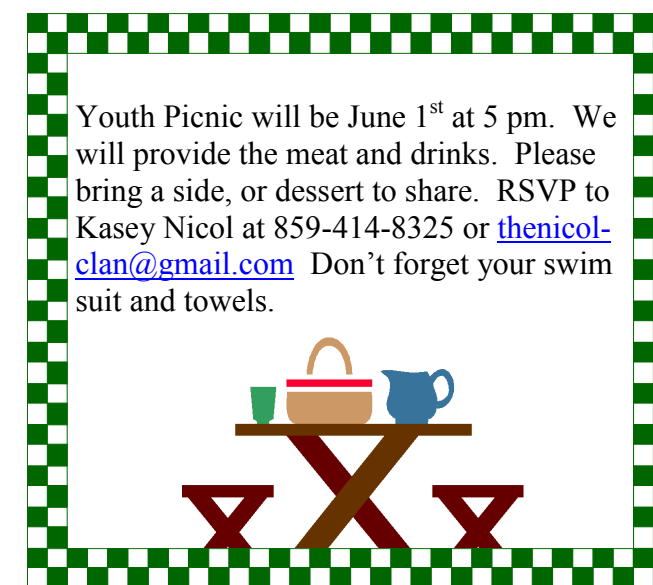 Youth Picnic will be June 1st at 5 pm.  We
will provide the meat and drinks.  Please
bring a side, or dessert to share.  RSVP to
Kasey Nicol at 859-414-8325 or thenicol-
clan@gmail.com  Don’t forget your swim
suit and towels.